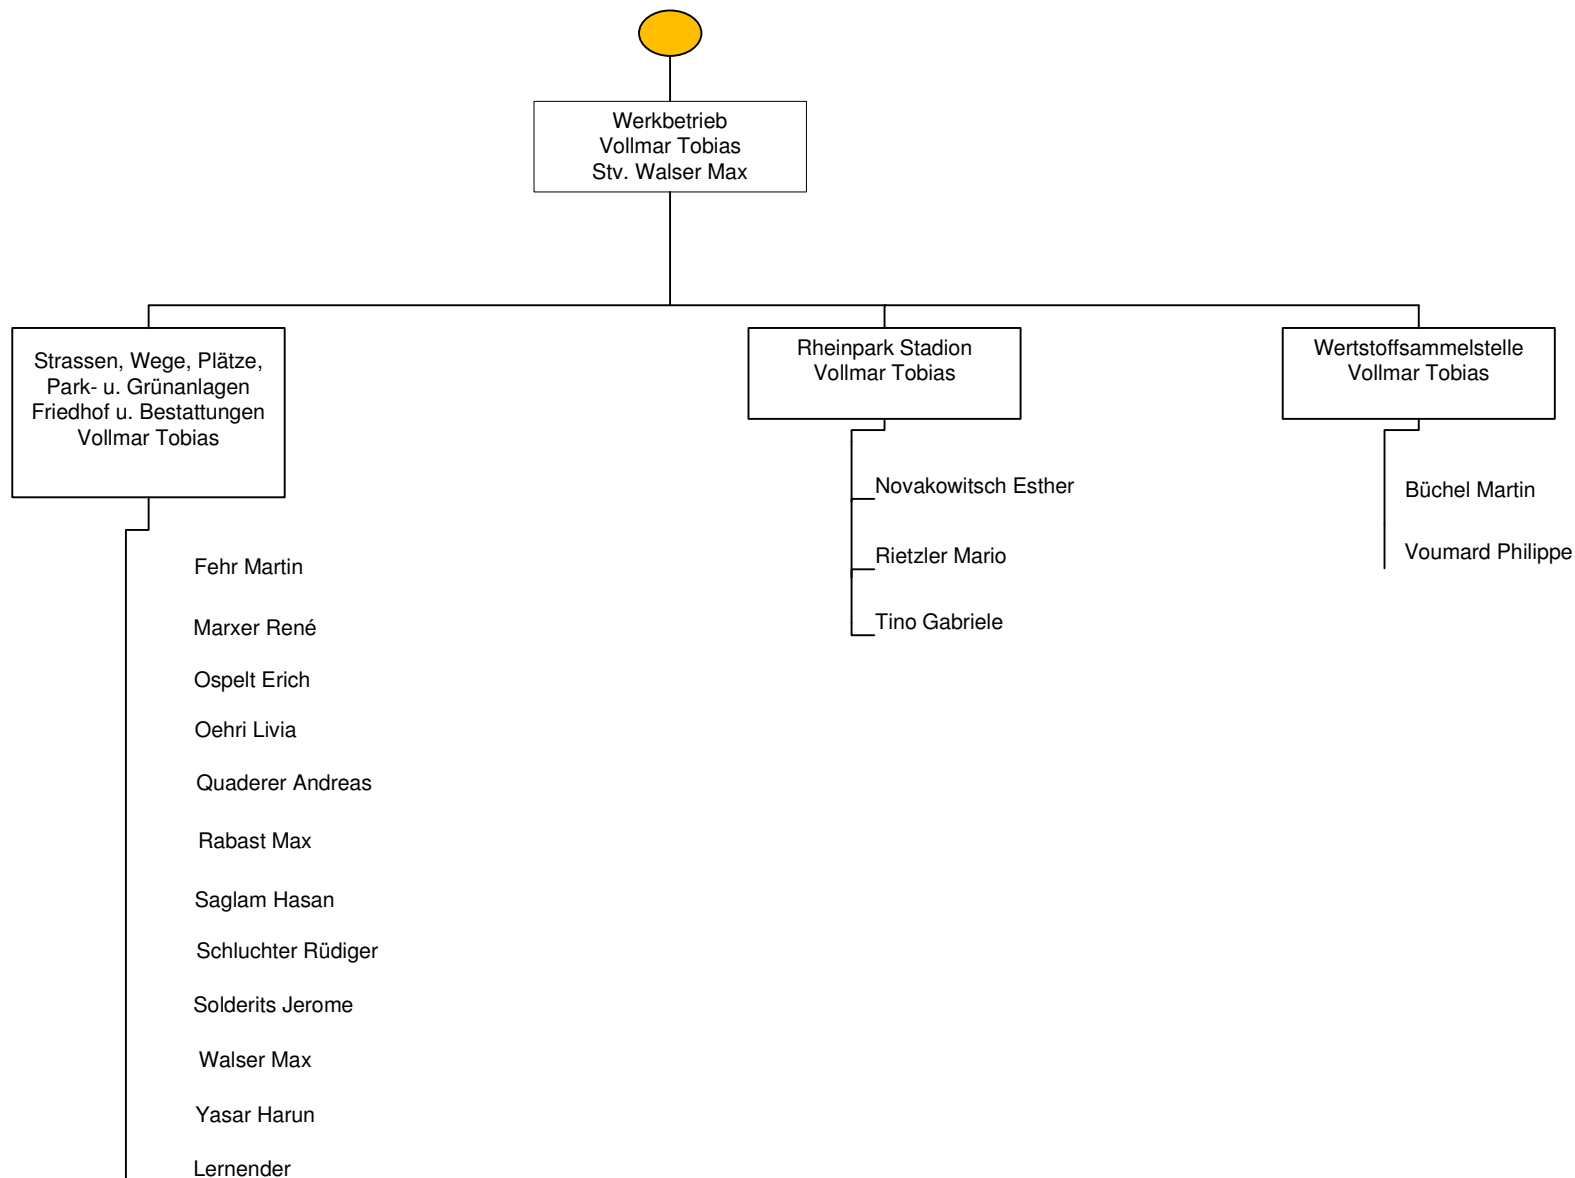 Werkbetrieb
Vollmar Tobias
Stv. Walser Max
Strassen, Wege, Plätze,
Park- u. Grünanlagen
Friedhof u. Bestattungen
Vollmar Tobias
Fehr Martin
Marxer René
Ospelt Erich
Oehri Livia
Quaderer Andreas
Rabast Max
Saglam Hasan
Schluchter Rüdiger
Solderits Jerome
Walser Max
Yasar Harun
Lernender
Rheinpark Stadion
Vollmar Tobias
Novakowitsch Esther
Rietzler Mario
Tino Gabriele
Wertstoffsammelstelle
Vollmar Tobias
Büchel Martin
Voumard Philippe